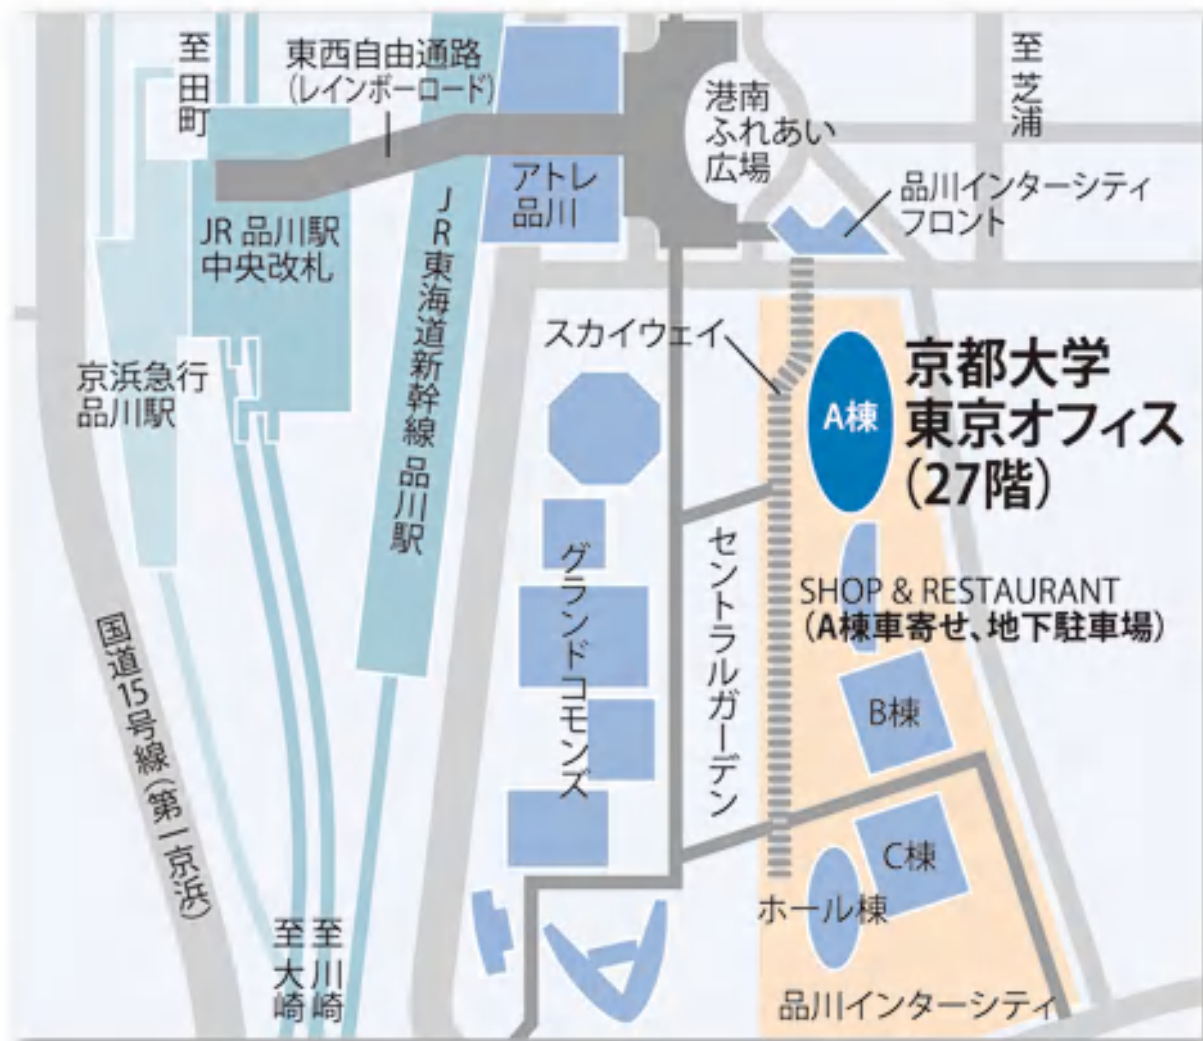 至田町
東西自由通路
(レインボーロード)
港南
ふれあい
広場
至芝浦
アトレ
品川
品川インターシティ
フロント
JR 品川駅
中央改札
JR東海道新幹線 品川駅
スカイウェイ
京浜急行
品川駅
A棟
京都大学
東京オフィス
(27階)
グランドコモンズ
セントラルガーデン
SHOP & RESTAURANT
(A棟車寄せ、地下駐車場)
国道15号線(第一京浜)
B棟
C棟
ホール棟
至大崎
至川崎
品川インターシティ